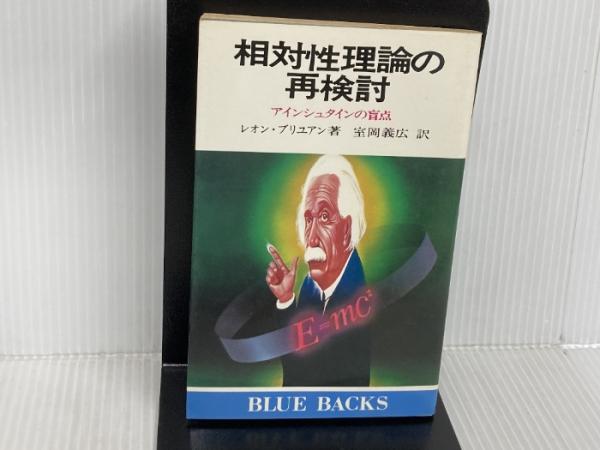 相対性理論の
再検討
アインシュタインの盲点
レオン・ブリユアン著 室岡義広 訳
E=mc²
BLUE BACKS